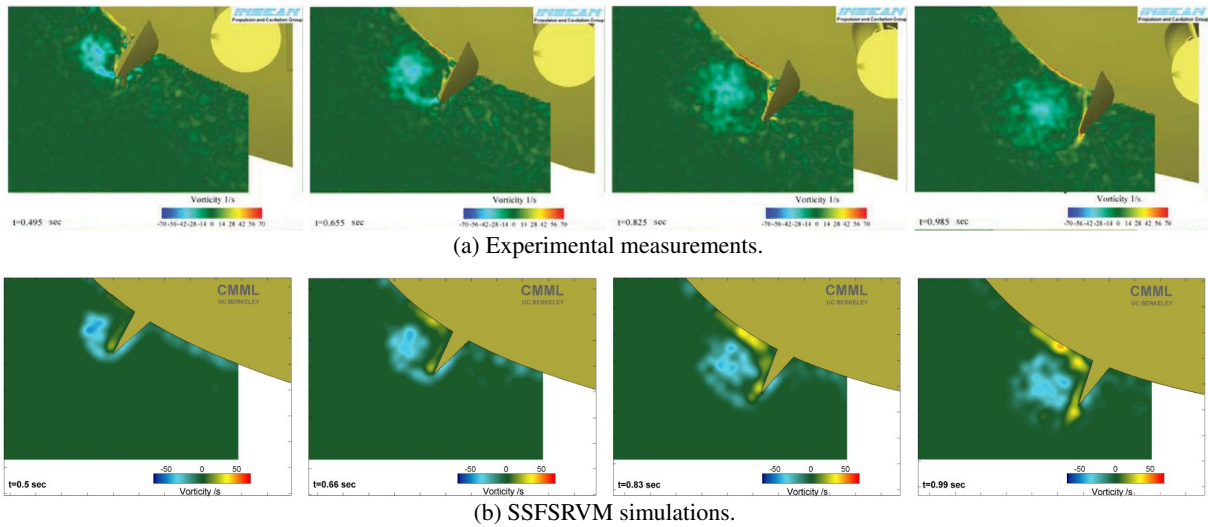 INSEAN
Propulsion and Cavitation Group
Vorticity 1/s
t=0.495 sec
-70-56-42-28-14 0 14 28 42 56 70
INSEAN
Propulsion and Cavitation Group
Vorticity 1/s
t=0.655 sec
-70-56-42-28-14 0 14 28 42 56 70
INSEAN
Propulsion and Cavitation Group
Vorticity 1/s
t=0.825 sec
-70-56-42-28-14 0 14 28 42 56 70
INSEAN
Propulsion and Cavitation Group
Vorticity 1/s
t=0.985 sec
-70-56-42-28-14 0 14 28 42 56 70
(a) Experimental measurements.
CMML
UC BERKELEY
-50 0 50
t=0.5 sec
Vorticity /s
CMML
UC BERKELEY
-50 0 50
t=0.66 sec
Vorticity /s
CMML
UC BERKELEY
-50 0 50
t=0.83 sec
Vorticity /s
CMML
UC BERKELEY
-50 0 50
t=0.99 sec
Vorticity /s
(b) SSFSRVM simulations.